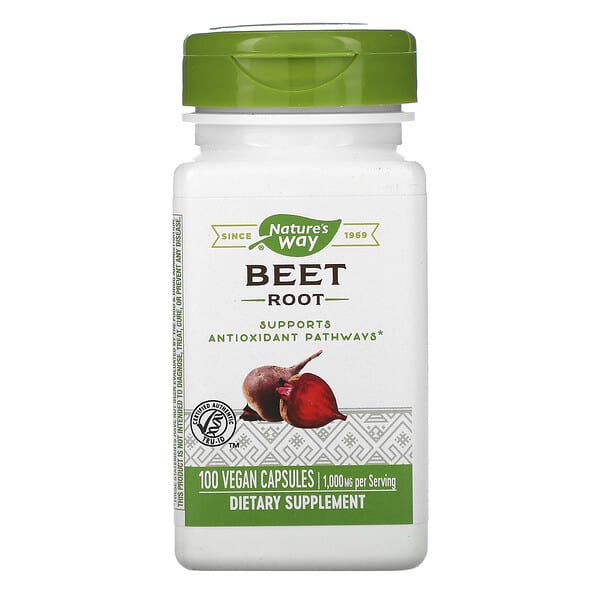 SINCE Nature's Way® 1969
BEET
ROOT
SUPPORTS
ANTIOXIDANT PATHWAYS*
CERTIFIED AUTHENTIC
TRU-ID
™
100 VEGAN CAPSULES | 1,000 MG per Serving
DIETARY SUPPLEMENT
THIS PRODUCT IS NOT INTENDED TO DIAGNOSE, TREAT, CURE, OR PREVENT ANY DISEASE.